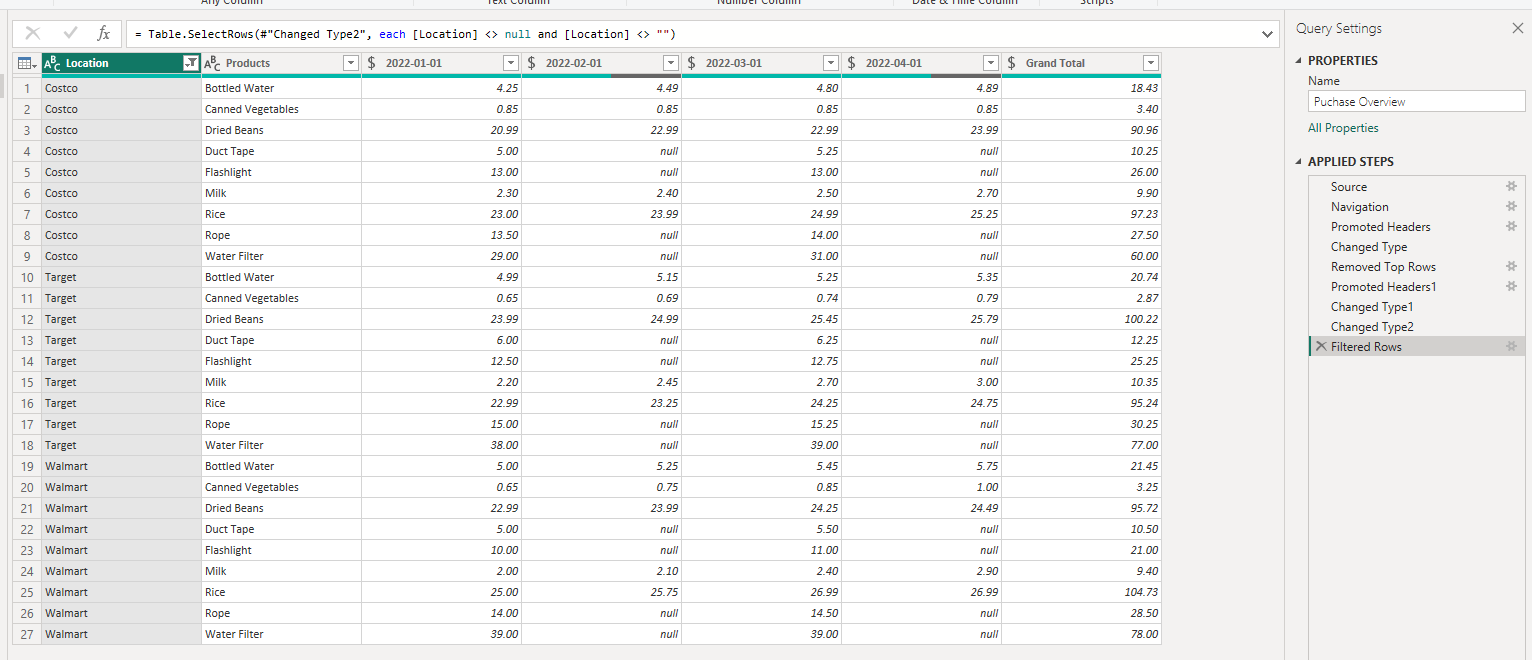 Any Column Text Column Number Column Date & Time Column Scripts
fx = Table.SelectRows(#"Changed Type2", each [Location] <> null and [Location] <> "")
ABC Location ABC Products $ 2022-01-01 $ 2022-02-01 $ 2022-03-01 $ 2022-04-01 $ Grand Total
1 Costco Bottled Water 4.25 4.49 4.80 4.89 18.43
2 Costco Canned Vegetables 0.85 0.85 0.85 0.85 3.40
3 Costco Dried Beans 20.99 22.99 22.99 23.99 90.96
4 Costco Duct Tape 5.00 null 5.25 null 10.25
5 Costco Flashlight 13.00 null 13.00 null 26.00
6 Costco Milk 2.30 2.40 2.50 2.70 9.90
7 Costco Rice 23.00 23.99 24.99 25.25 97.23
8 Costco Rope 13.50 null 14.00 null 27.50
9 Costco Water Filter 29.00 null 31.00 null 60.00
10 Target Bottled Water 4.99 5.15 5.25 5.35 20.74
11 Target Canned Vegetables 0.65 0.69 0.74 0.79 2.87
12 Target Dried Beans 23.99 24.99 25.45 25.79 100.22
13 Target Duct Tape 6.00 null 6.25 null 12.25
14 Target Flashlight 12.50 null 12.75 null 25.25
15 Target Milk 2.20 2.45 2.70 3.00 10.35
16 Target Rice 22.99 23.25 24.25 24.75 95.24
17 Target Rope 15.00 null 15.25 null 30.25
18 Target Water Filter 38.00 null 39.00 null 77.00
19 Walmart Bottled Water 5.00 5.25 5.45 5.75 21.45
20 Walmart Canned Vegetables 0.65 0.75 0.85 1.00 3.25
21 Walmart Dried Beans 22.99 23.99 24.25 24.49 95.72
22 Walmart Duct Tape 5.00 null 5.50 null 10.50
23 Walmart Flashlight 10.00 null 11.00 null 21.00
24 Walmart Milk 2.00 2.10 2.40 2.90 9.40
25 Walmart Rice 25.00 25.75 26.99 26.99 104.73
26 Walmart Rope 14.00 null 14.50 null 28.50
27 Walmart Water Filter 39.00 null 39.00 null 78.00
Query Settings
PROPERTIES
Name
Puchase Overview
All Properties
APPLIED STEPS
Source
Navigation
Promoted Headers
Changed Type
Removed Top Rows
Promoted Headers1
Changed Type1
Changed Type2
Filtered Rows